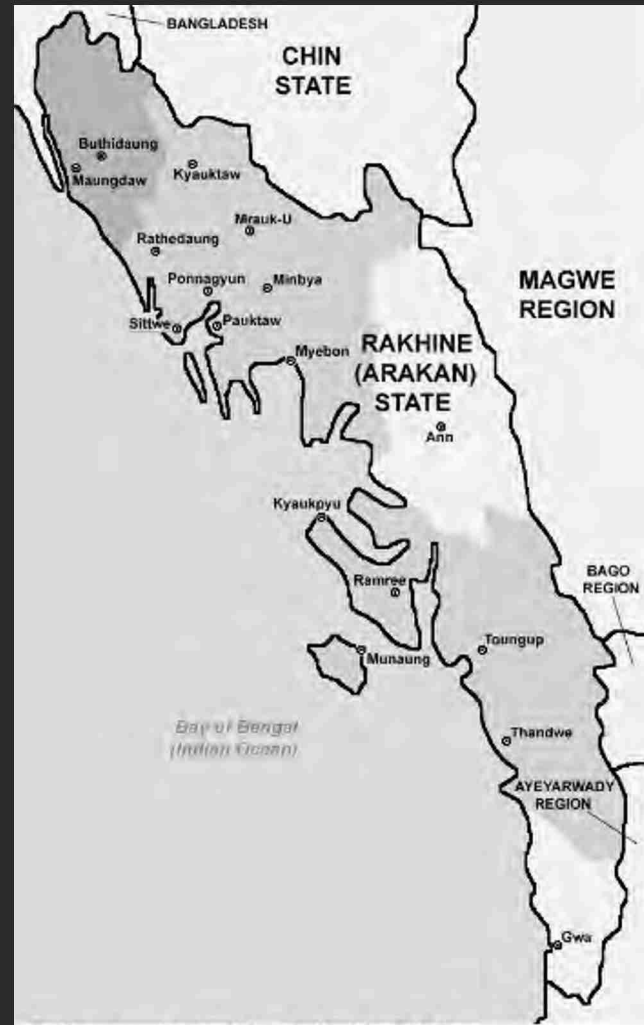 BANGLADESH
CHIN
STATE
Buthidaung
Maungdaw
Kyauktaw
Mrauk-U
Rathedaung
Ponnagyun
Minbya
MAGWE
REGION
Sittwe
Pauktaw
Myebon
RAKHINE
(ARAKAN)
STATE
Ann
Kyaukpyu
BAGO
REGION
Ramree
Toungup
Munaung
Bay of Bengal
(Indian Ocean)
Thandwe
AYEYARWADY
REGION
Gwa